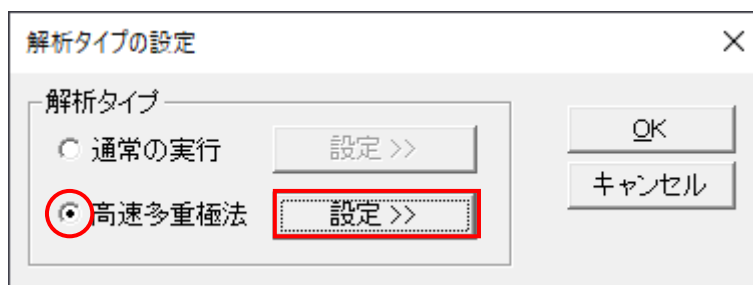 解析タイプの設定
解析タイプ
通常の実行 設定 >>
高速多重極法 設定 >>
OK
キャンセル